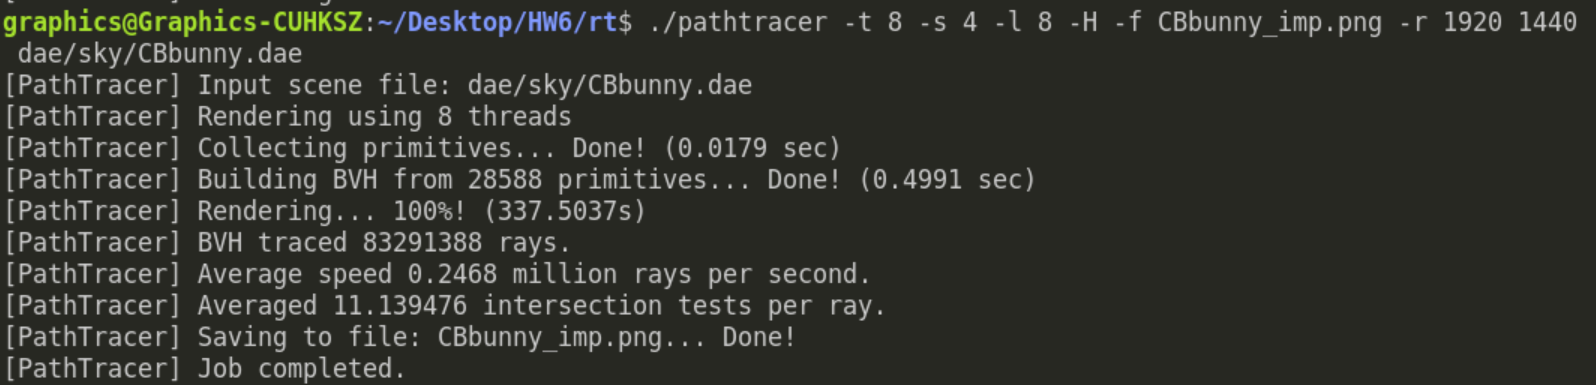 graphics@Graphics-CUHKSZ:~/Desktop/HW6/rt$ ./pathtracer -t 8 -s 4 -l 8 -H -f CBbunny_imp.png -r 1920 1440
dae/sky/CBbunny.dae
[PathTracer] Input scene file: dae/sky/CBbunny.dae
[PathTracer] Rendering using 8 threads
[PathTracer] Collecting primitives... Done! (0.0179 sec)
[PathTracer] Building BVH from 28588 primitives... Done! (0.4991 sec)
[PathTracer] Rendering... 100%! (337.5037s)
[PathTracer] BVH traced 83291388 rays.
[PathTracer] Average speed 0.2468 million rays per second.
[PathTracer] Averaged 11.139476 intersection tests per ray.
[PathTracer] Saving to file: CBbunny_imp.png... Done!
[PathTracer] Job completed.